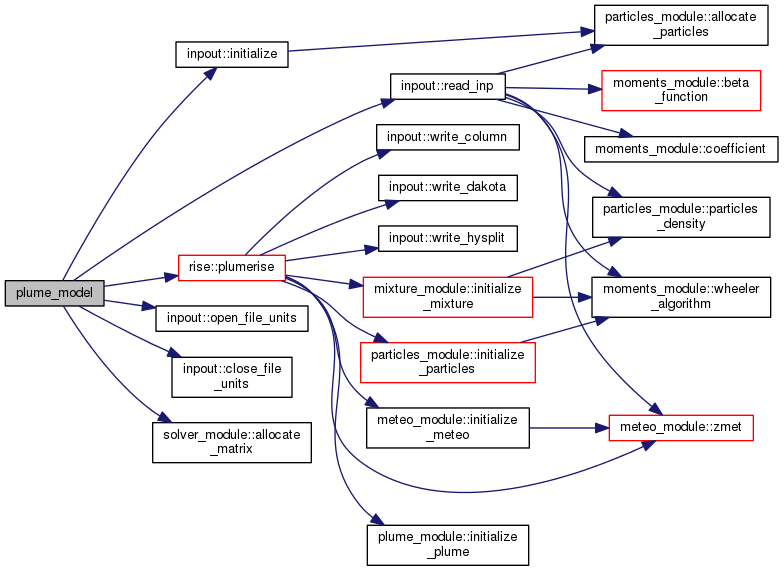 plume_model
inpout::initialize
inpout::read_inp
inpout::write_column
inpout::write_dakota
inpout::write_hysplit
rise::plumerise
mixture_module::initialize
_mixture
inpout::open_file_units
particles_module::initialize
_particles
inpout::close_file
_units
meteo_module::initialize
_meteo
solver_module::allocate
_matrix
plume_module::initialize
_plume
particles_module::allocate
_particles
moments_module::beta
_function
moments_module::coefficient
particles_module::particles
_density
moments_module::wheeler
_algorithm
meteo_module::zmet